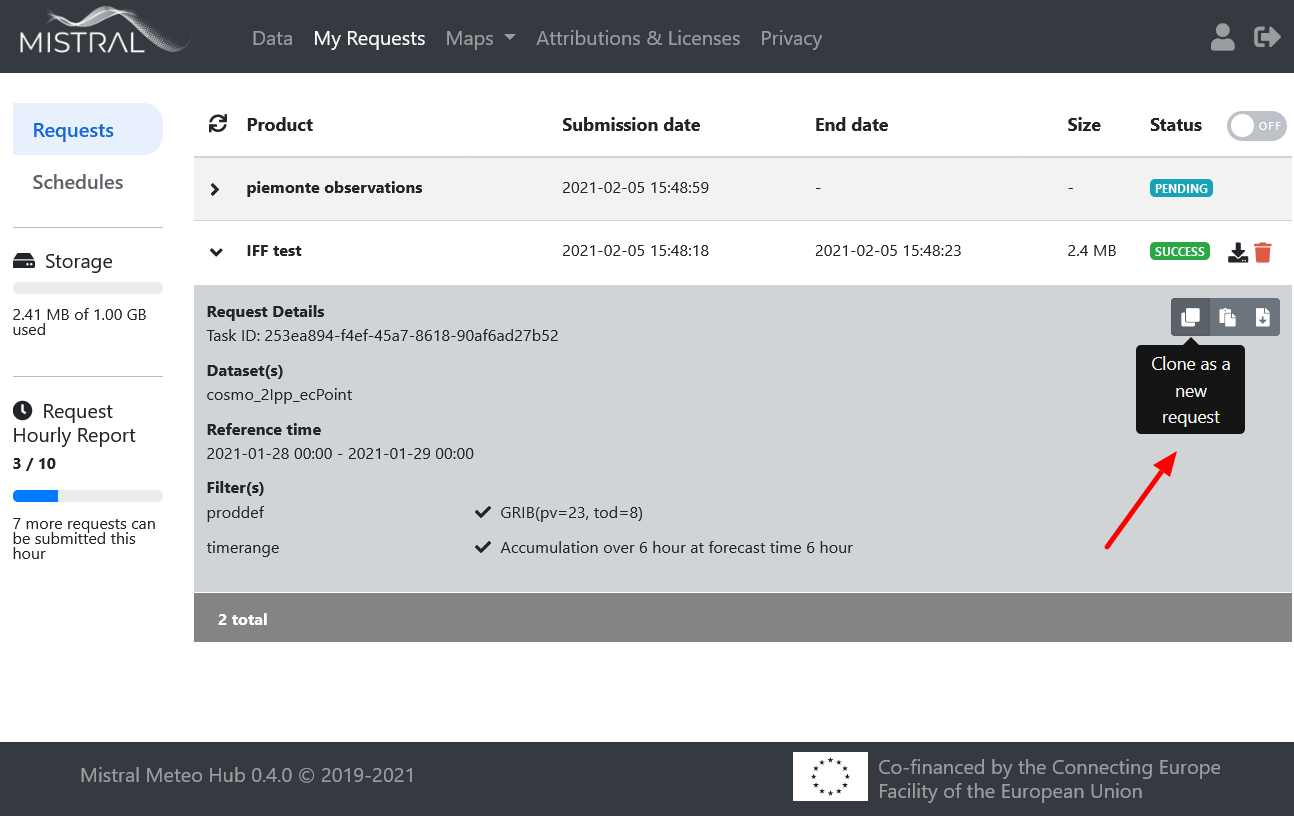 MISTRAL
Data My Requests Maps Attributions & Licenses Privacy
Requests
Schedules
Storage
2.41 MB of 1.00 GB
used
Request
Hourly Report
3 / 10
7 more requests can
be submitted this
hour
Product Submission date End date Size Status OFF
piemonte observations 2021-02-05 15:48:59 - - PENDING
IFF test 2021-02-05 15:48:18 2021-02-05 15:48:23 2.4 MB SUCCESS
Request Details
Task ID: 253ea894-f4ef-45a7-8618-90af6ad27b52
Dataset(s)
cosmo_2Ipp_ecPoint
Reference time
2021-01-28 00:00 - 2021-01-29 00:00
Filter(s)
proddef GRIB(pv=23, tod=8)
timerange Accumulation over 6 hour at forecast time 6 hour
Clone as a
new
request
2 total
Mistral Meteo Hub 0.4.0 © 2019-2021
Co-financed by the Connecting Europe
Facility of the European Union